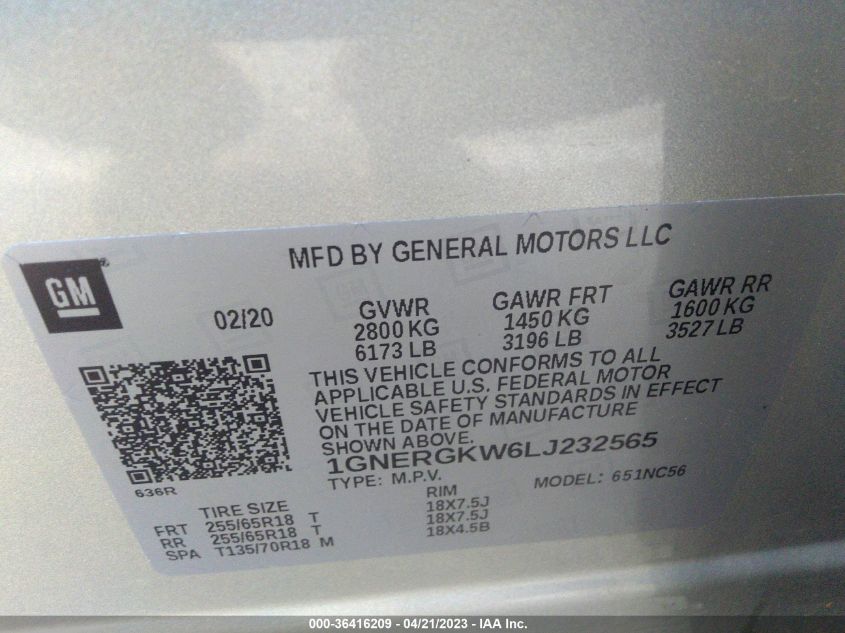 MFD BY GENERAL MOTORS LLC
GM®
02/20
GVWR GAWR FRT GAWR RR
2800 KG 1450 KG 1600 KG
6173 LB 3196 LB 3527 LB
THIS VEHICLE CONFORMS TO ALL
APPLICABLE U.S. FEDERAL MOTOR
VEHICLE SAFETY STANDARDS IN EFFECT
ON THE DATE OF MANUFACTURE
SHOWN ABOVE.
1GNERGKW6LJ232565
TYPE: M.P.V. MODEL: 651NC56
636R
TIRE SIZE RIM
FRT 255/65R18 T 18X7.5J
RR 255/65R18 T 18X7.5J
SPA T135/70R18 M 18X4.5B
000-36416209 - 04/21/2023 - IAA Inc.